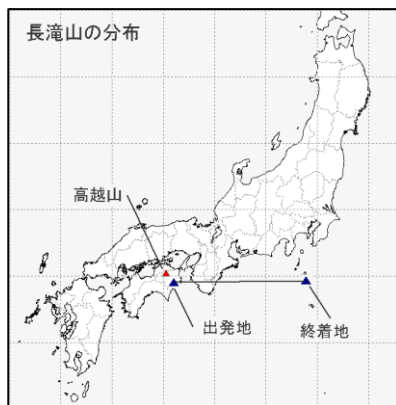 長滝山の分布
高越山
出発地
終着地